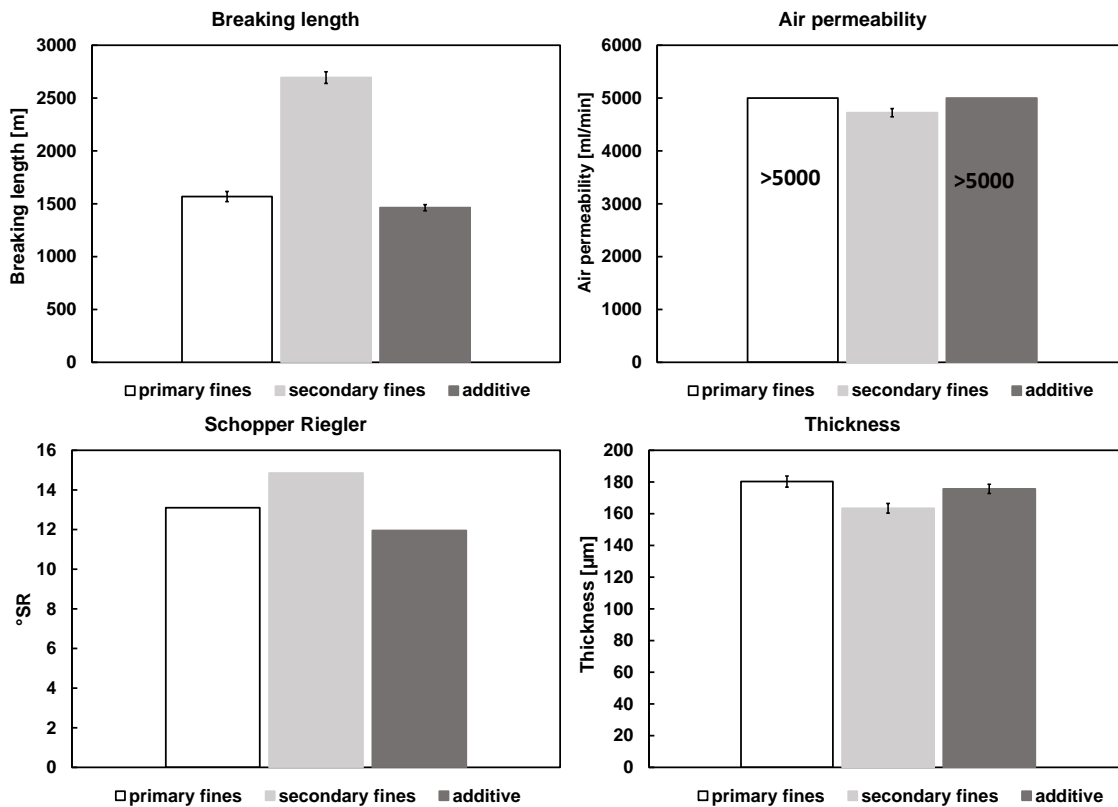 Breaking length
3000
2500
2000
1500
1000
500
0
Breaking length [m]
primary fines secondary fines additive
Air permeability
6000
5000
4000
3000
2000
1000
0
Air permeability [ml/min]
>5000 >5000
primary fines secondary fines additive
Schopper Riegler
16
14
12
10
8
6
4
2
0
°SR
primary fines secondary fines additive
Thickness
200
180
160
140
120
100
80
60
40
20
0
Thickness [µm]
primary fines secondary fines additive